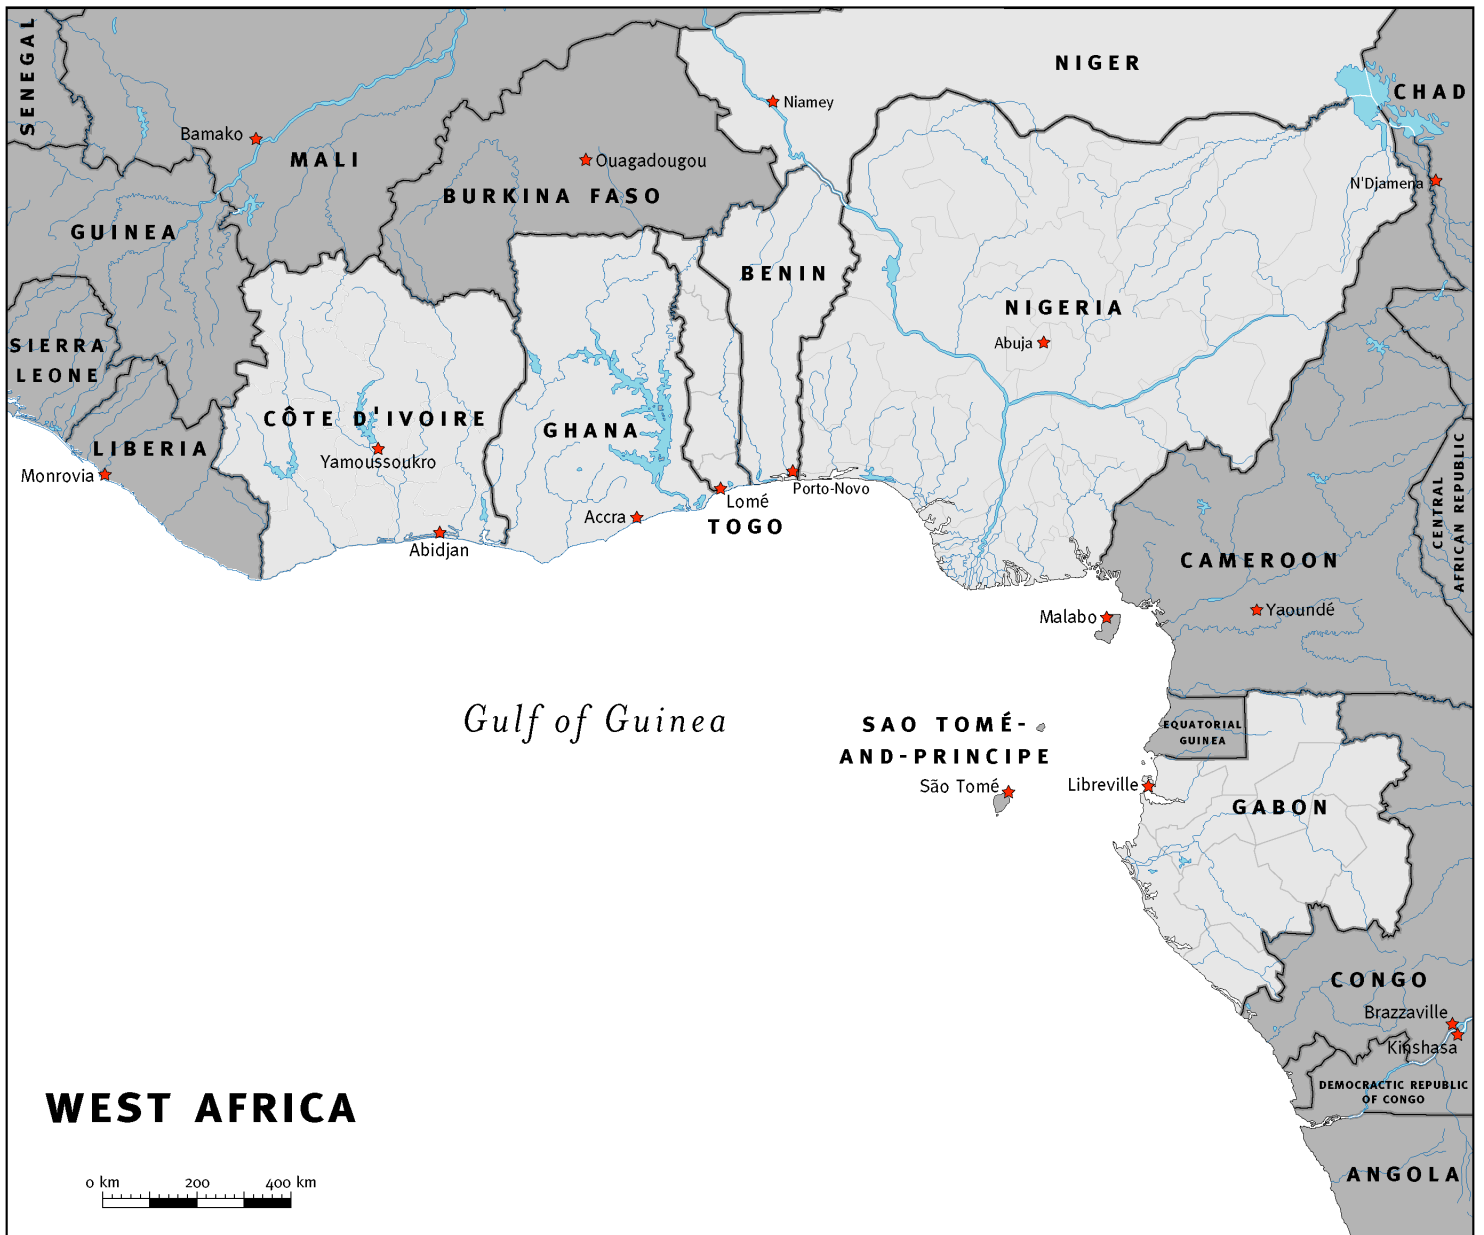 NIGER
CHAD
SENEGAL
Niamey
Bamako
MALI
Ouagadougou
BURKINA FASO
N'Djamena
GUINEA
BENIN
NIGERIA
Abuja
SIERRA
LEONE
CÔTE D'IVOIRE
GHANA
LIBERIA
Yamoussoukro
Monrovia
Porto-Novo
Lomé
TOGO
Accra
Abidjan
CENTRAL
AFRICAN REPUBLIC
CAMEROON
Yaoundé
Malabo
Gulf of Guinea
SAO TOMÉ-
AND-PRINCIPE
São Tomé
EQUATORIAL
GUINEA
Libreville
GABON
CONGO
Brazzaville
Kinshasa
DEMOCRACTIC REPUBLIC
OF CONGO
WEST AFRICA
ANGOLA
0 km 200 400 km